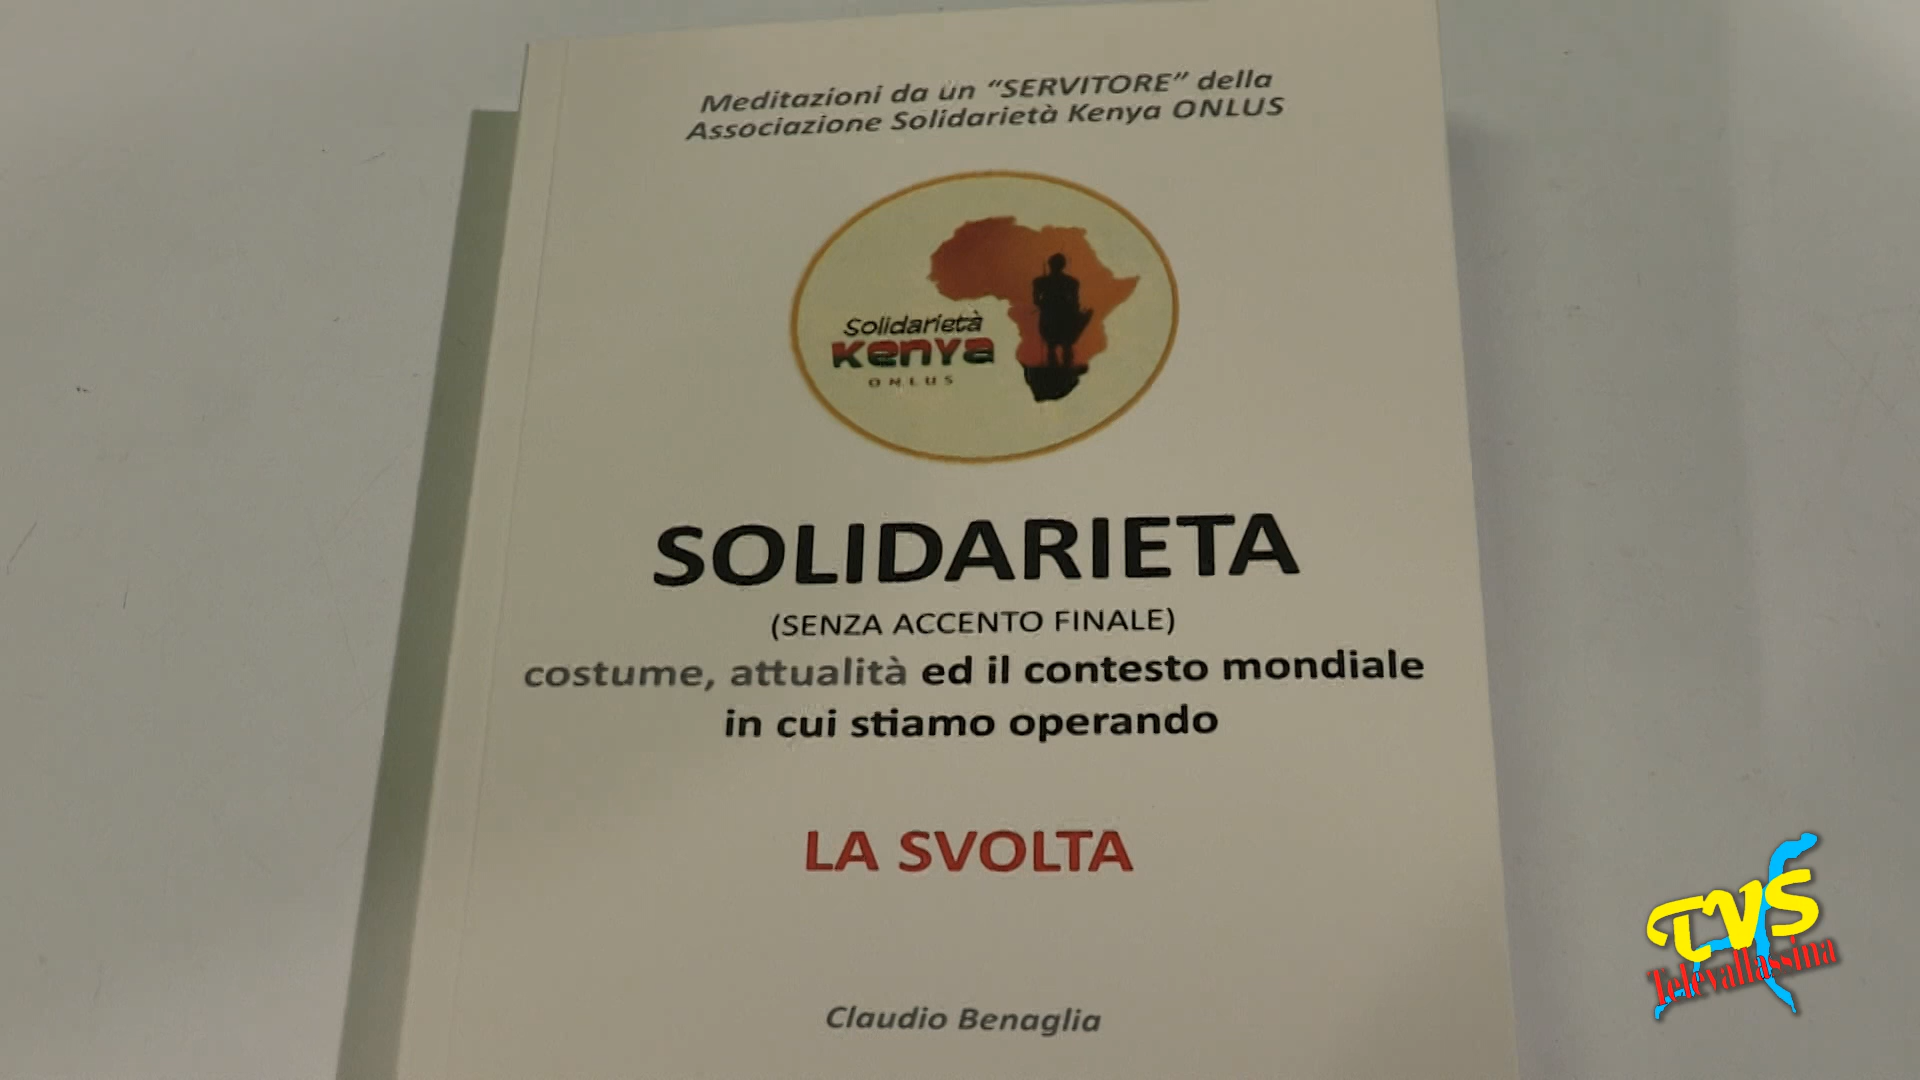 Meditazioni da un “SERVITORE” della
Associazione Solidarietà Kenya ONLUS
Solidarietà
Kenya
ONLUS
SOLIDARIETA
(SENZA ACCENTO FINALE)
costume, attualità ed il contesto mondiale
in cui stiamo operando
LA SVOLTA
Claudio Benaglia
TVS
Televallassina